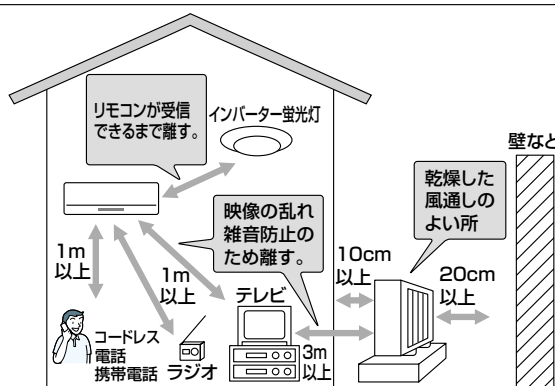 リモコンが受信
できるまで離す。
インバーター蛍光灯
壁など
乾燥した
風通しの
よい所
映像の乱れ
雑音防止の
ため離す。
1m
以上
1m
以上
10cm
以上
20cm
以上
テレビ
3m
以上
コードレス
電話
携帯電話
ラジオ